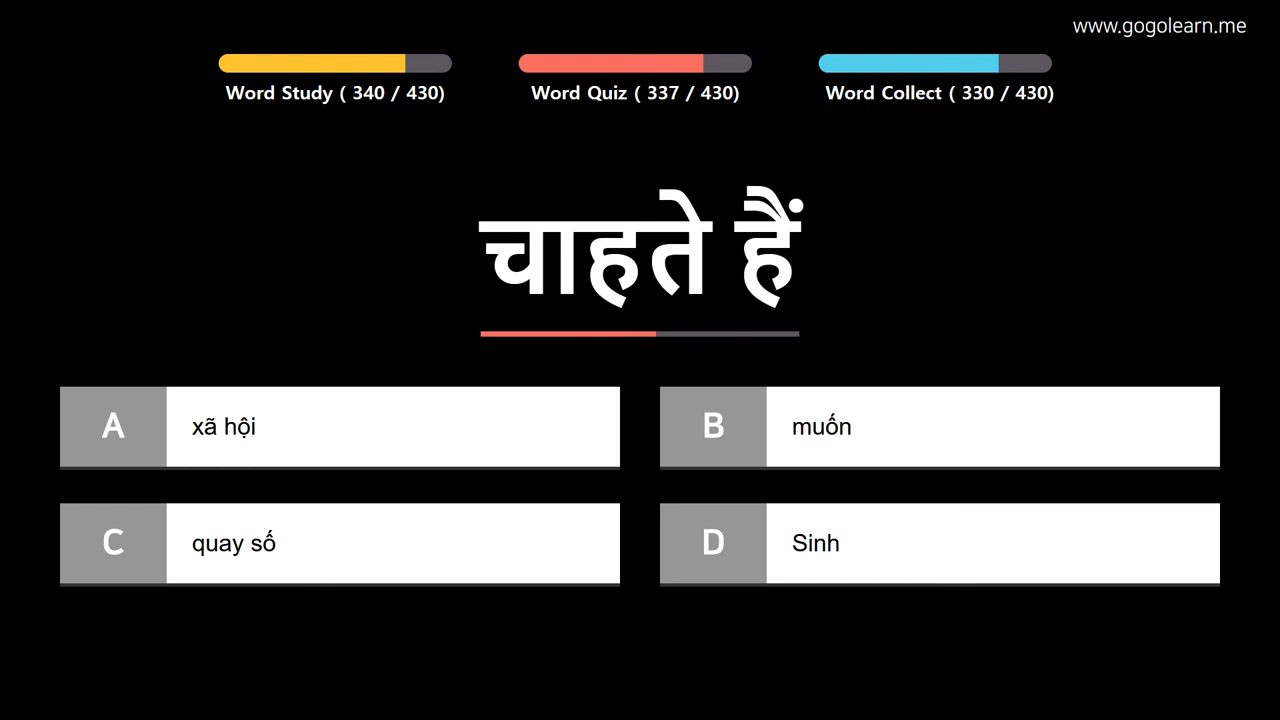 www.gogolearn.me
Word Study ( 340 / 430)
Word Quiz ( 337 / 430)
Word Collect ( 330 / 430)
चाहते हैं
A
xã hội
B
muốn
C
quay số
D
Sinh